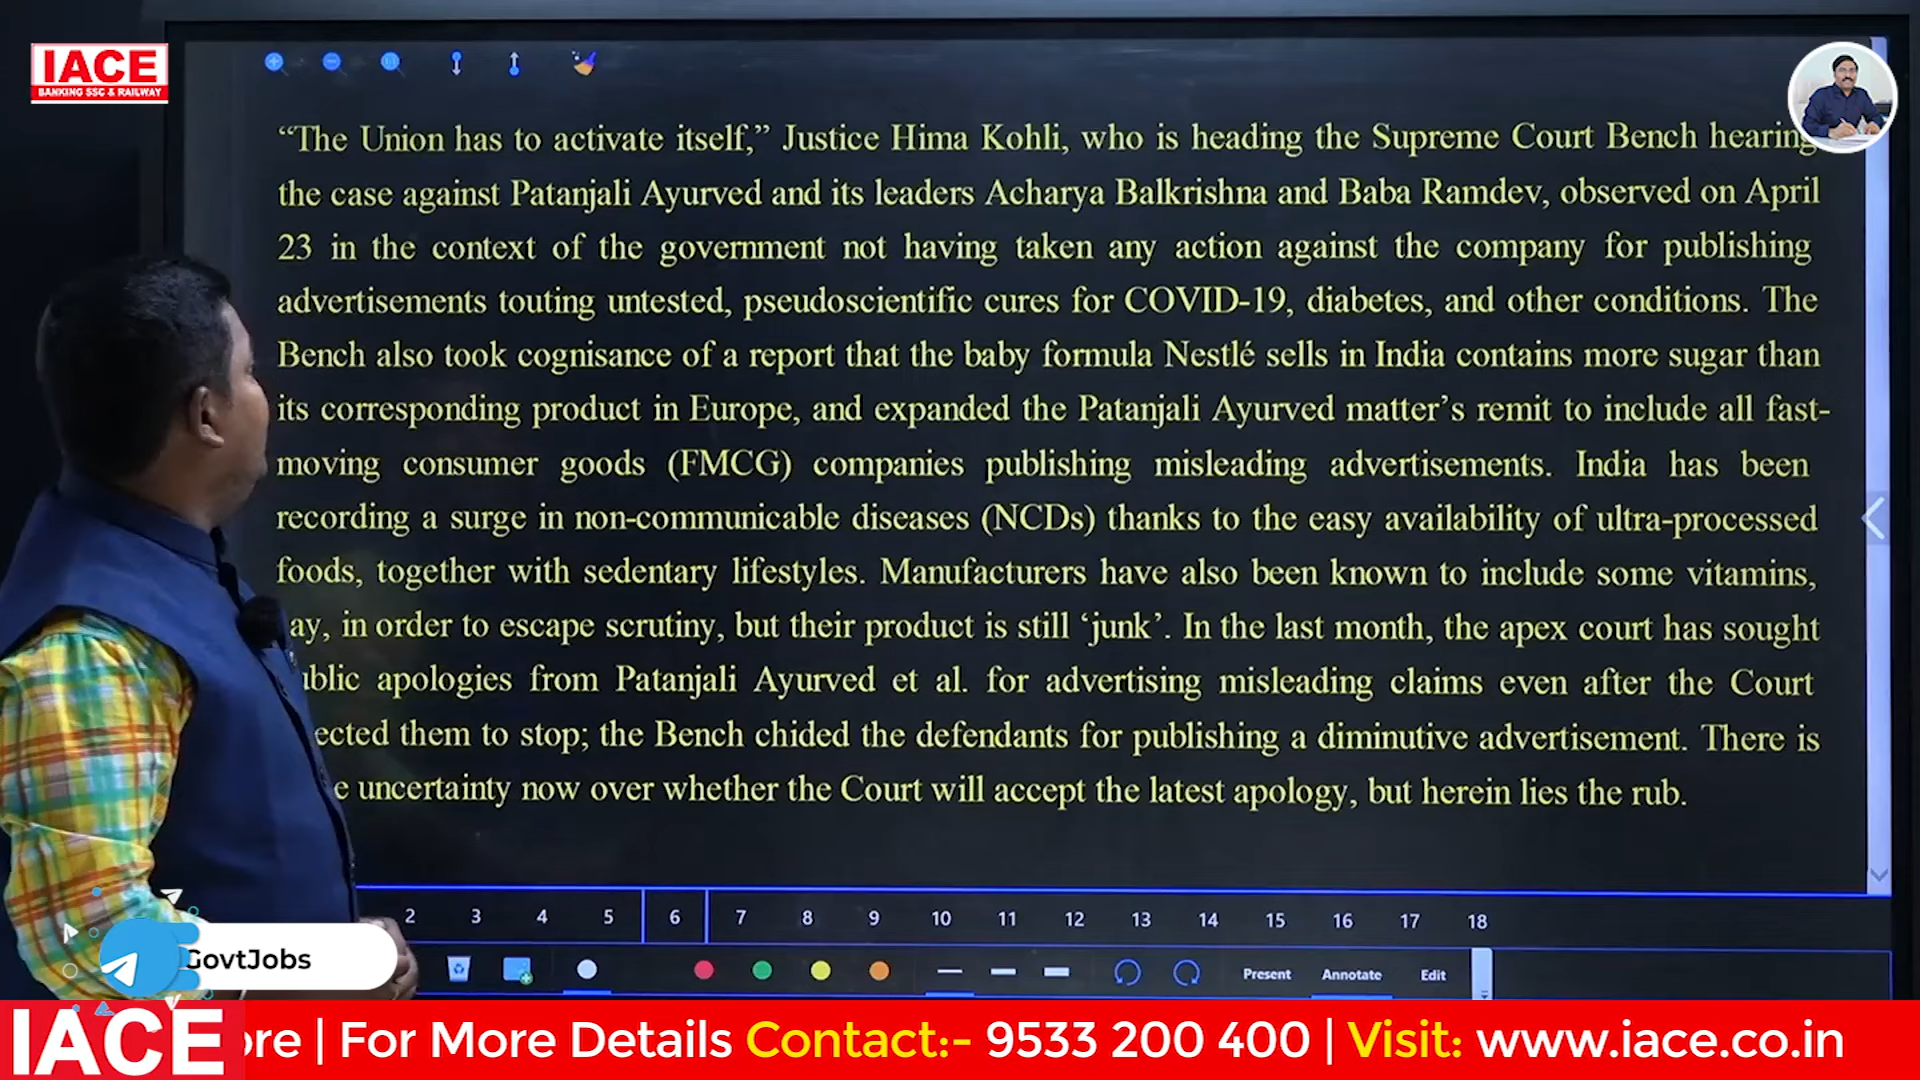 IACE
BANKING SSC & RAILWAY
“The Union has to activate itself,” Justice Hima Kohli, who is heading the Supreme Court Bench hearing
the case against Patanjali Ayurved and its leaders Acharya Balkrishna and Baba Ramdev, observed on April
23 in the context of the government not having taken any action against the company for publishing
advertisements touting untested, pseudoscientific cures for COVID-19, diabetes, and other conditions. The
Bench also took cognisance of a report that the baby formula Nestlé sells in India contains more sugar than
its corresponding product in Europe, and expanded the Patanjali Ayurved matter’s remit to include all fast-
moving consumer goods (FMCG) companies publishing misleading advertisements. India has been
recording a surge in non-communicable diseases (NCDs) thanks to the easy availability of ultra-processed
foods, together with sedentary lifestyles. Manufacturers have also been known to include some vitamins,
ay, in order to escape scrutiny, but their product is still ‘junk’. In the last month, the apex court has sought
ublic apologies from Patanjali Ayurved et al. for advertising misleading claims even after the Court
ected them to stop; the Bench chided the defendants for publishing a diminutive advertisement. There is
e uncertainty now over whether the Court will accept the latest apology, but herein lies the rub.
2 3 4 5 6 7 8 9 10 11 12 13 14 15 16 17 18
GovtJobs
Present Annotate Edit
IACE ore | For More Details Contact:- 9533 200 400 | Visit: www.iace.co.in